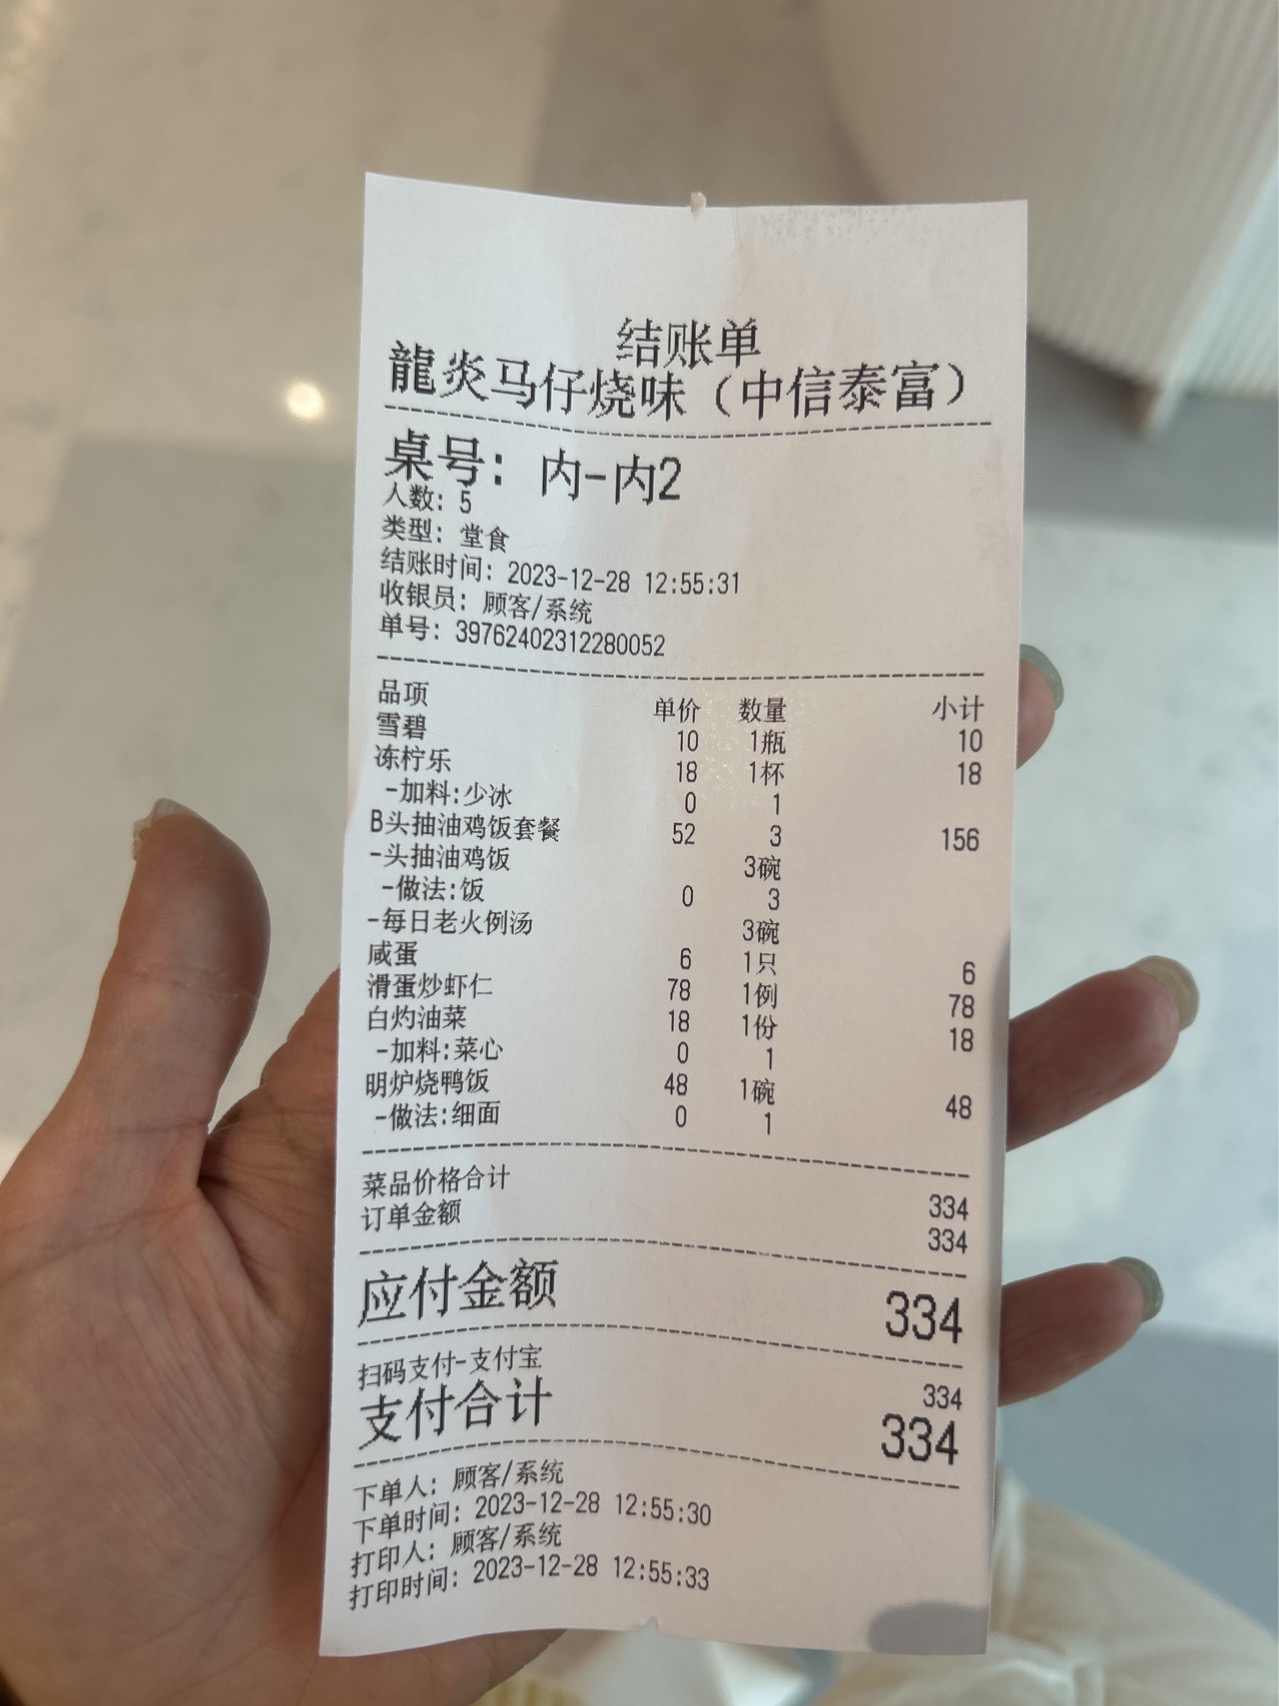 结账单
龍炎马仔烧味（中信泰富）
桌号：内-内2
人数：5
类型：堂食
结账时间：2023-12-28 12:55:31
收银员：顾客/系统
单号：39762402312280052
品项 单价 数量 小计
雪碧 10 1瓶 10
冻柠乐 18 1杯 18
-加料:少冰 0 1
B头抽油鸡饭套餐 52 3 156
-头抽油鸡饭 3碗
-做法:饭 0 3
-每日老火例汤 3碗
咸蛋 6 1只 6
滑蛋炒虾仁 78 1例 78
白灼油菜 18 1份 18
-加料:菜心 0 1
明炉烧鸭饭 48 1碗 48
-做法:细面 0 1
菜品价格合计 334
订单金额 334
应付金额 334
扫码支付-支付宝 334
支付合计 334
下单人：顾客/系统
下单时间：2023-12-28 12:55:30
打印人：顾客/系统
打印时间：2023-12-28 12:55:33